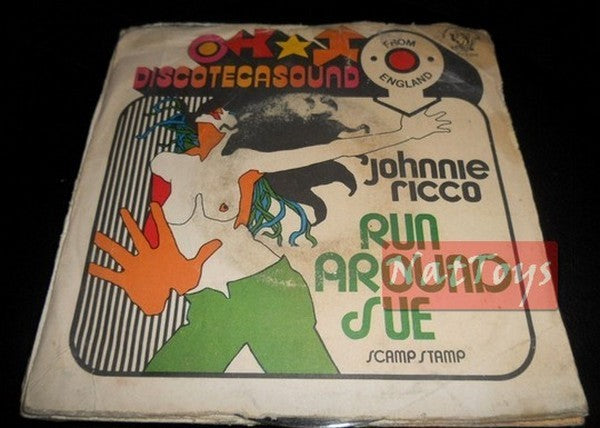 DISCOTECASOUND
FROM
ENGLAND
Johnnie
ricco
RUN
AROUND
SUE
SCAMP STAMP
NatToys